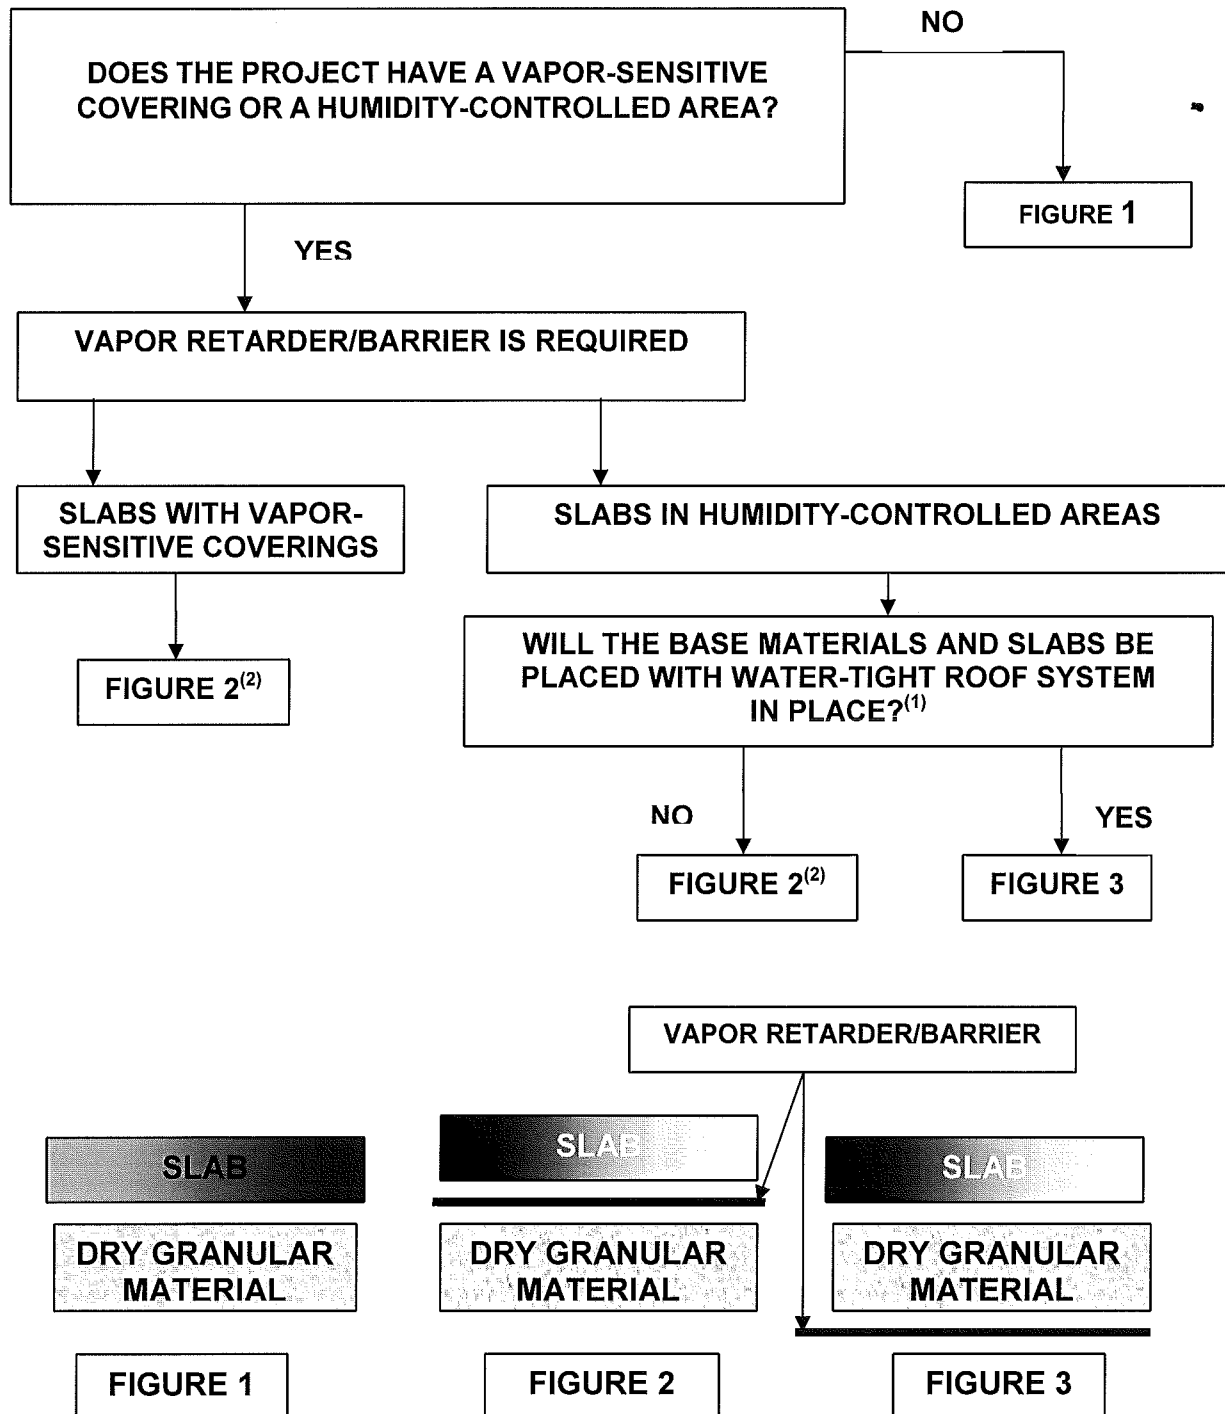 NO
DOES THE PROJECT HAVE A VAPOR-SENSITIVE
COVERING OR A HUMIDITY-CONTROLLED AREA?
FIGURE 1
YES
VAPOR RETARDER/BARRIER IS REQUIRED
SLABS WITH VAPOR-
SENSITIVE COVERINGS
SLABS IN HUMIDITY-CONTROLLED AREAS
FIGURE 2(2)
WILL THE BASE MATERIALS AND SLABS BE
PLACED WITH WATER-TIGHT ROOF SYSTEM
IN PLACE?(1)
NO
YES
FIGURE 2(2)
FIGURE 3
VAPOR RETARDER/BARRIER
SLAB
SLAB
SLAB
DRY GRANULAR
MATERIAL
DRY GRANULAR
MATERIAL
DRY GRANULAR
MATERIAL
FIGURE 1
FIGURE 2
FIGURE 3